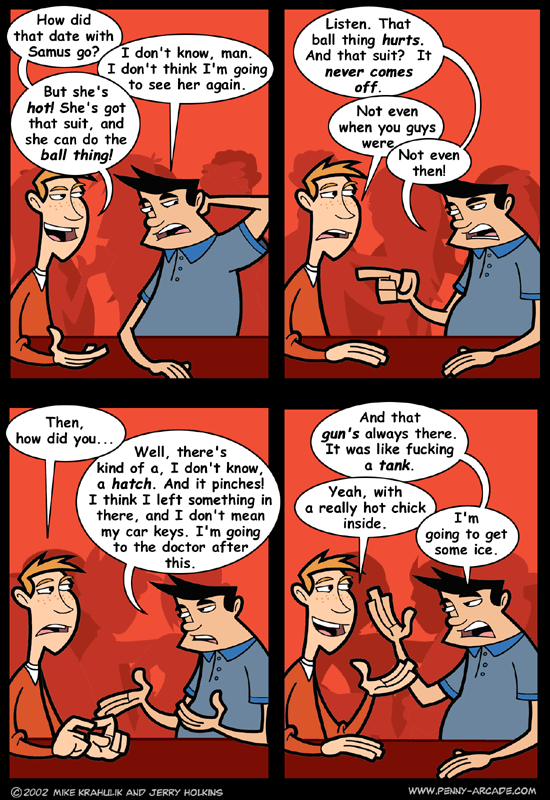 How did
that date with
Samus go?
I don't know, man.
I don't think I'm going
to see her again.
But she's
hot! She's got
that suit, and
she can do the
ball thing!
Listen. That
ball thing hurts.
And that suit? It
never comes
off.
Not even
when you guys
were
Not even
then!
Then,
how did you...
Well, there's
kind of a, I don't know,
a hatch. And it pinches!
I think I left something in
there, and I don't mean
my car keys. I'm going
to the doctor after
this.
And that
gun's always there.
It was like fucking
a tank.
Yeah, with
a really hot chick
inside.
I'm
going to get
some ice.
©2002 MIKE KRAHULIK AND JERRY HOLKINS
WWW.PENNY-ARCADE.COM